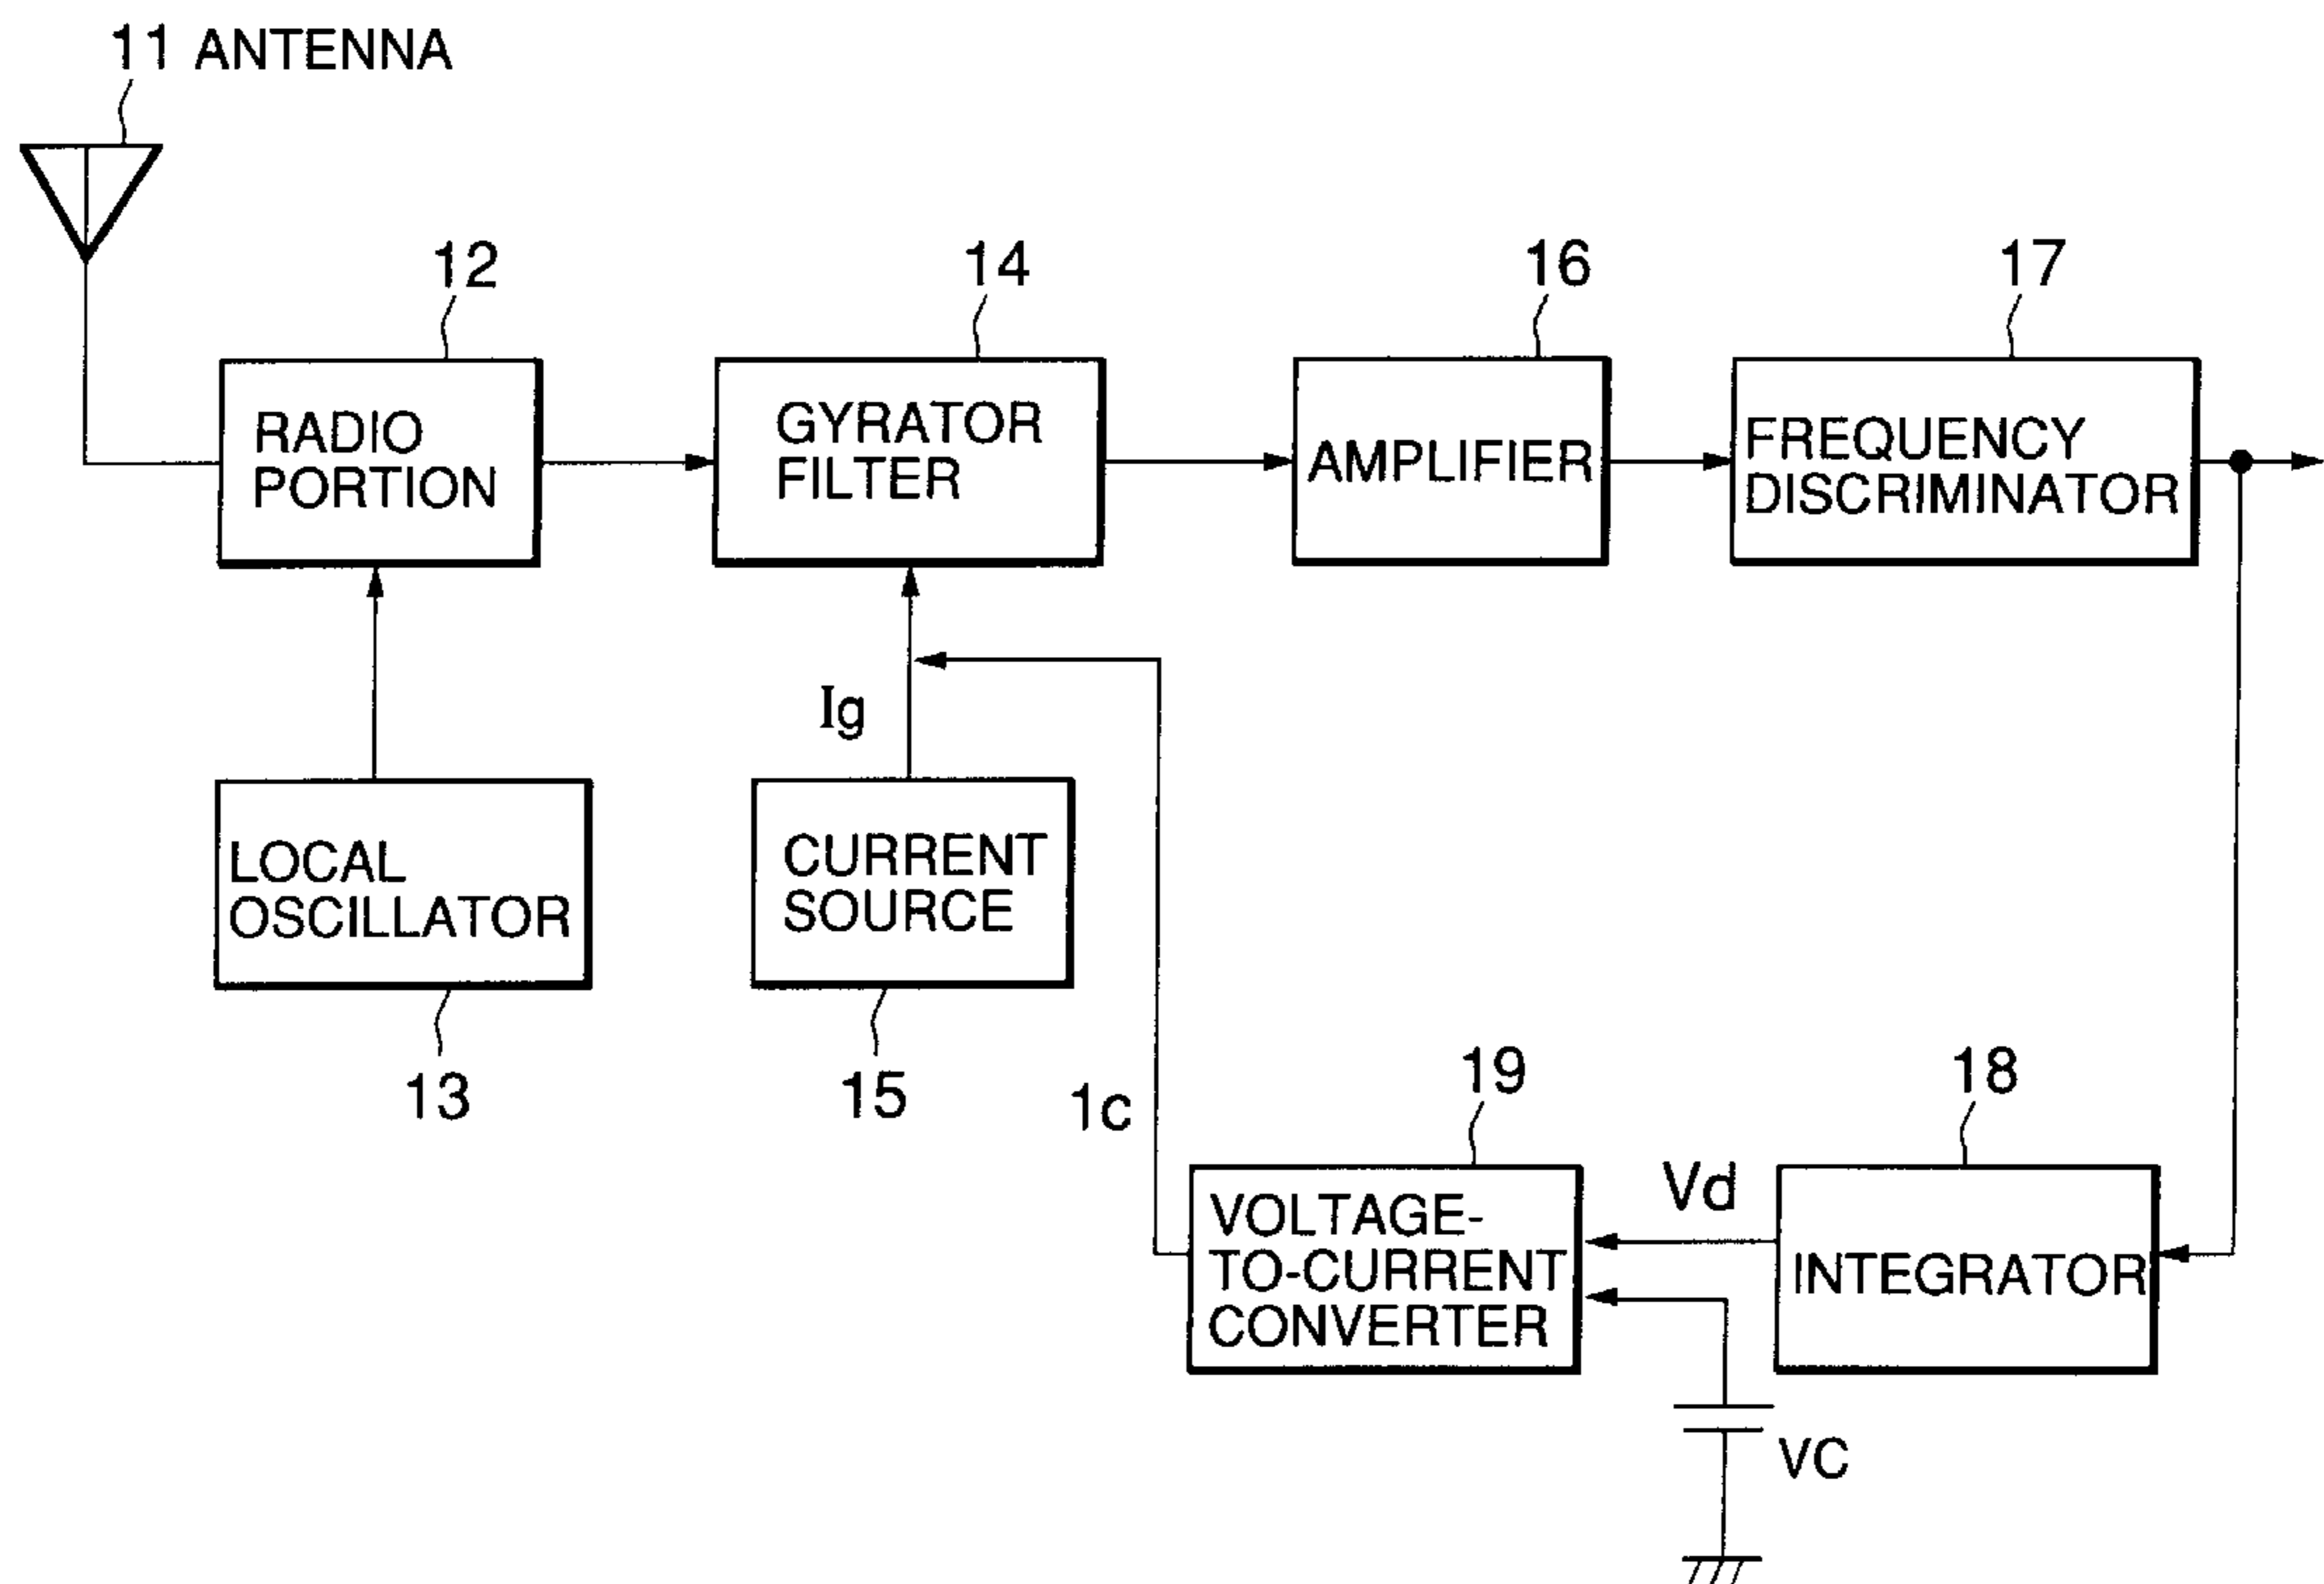 11 ANTENNA
12
14
16
17
RADIO
PORTION
GYRATOR
FILTER
AMPLIFIER
FREQUENCY
DISCRIMINATOR
Ig
LOCAL
OSCILLATOR
CURRENT
SOURCE
13
15
1c
19
18
VOLTAGE-
TO-CURRENT
CONVERTER
Vd
INTEGRATOR
VC